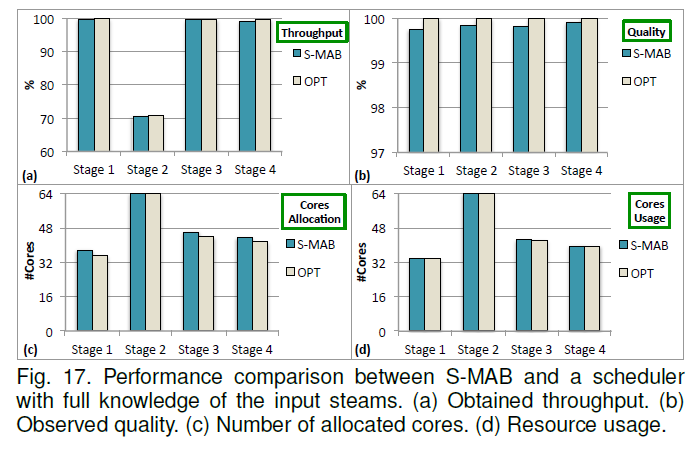 100
90
80
70
60
%
Throughput
S-MAB
OPT
(a)
Stage 1 Stage 2 Stage 3 Stage 4
100
99
98
97
%
Quality
S-MAB
OPT
(b)
Stage 1 Stage 2 Stage 3 Stage 4
64
48
32
16
0
#Cores
Cores
Allocation
S-MAB
OPT
(c)
Stage 1 Stage 2 Stage 3 Stage 4
64
48
32
16
0
#Cores
Cores
Usage
S-MAB
OPT
(d)
Stage 1 Stage 2 Stage 3 Stage 4
Fig. 17. Performance comparison between S-MAB and a scheduler
with full knowledge of the input steams. (a) Obtained throughput. (b)
Observed quality. (c) Number of allocated cores. (d) Resource usage.